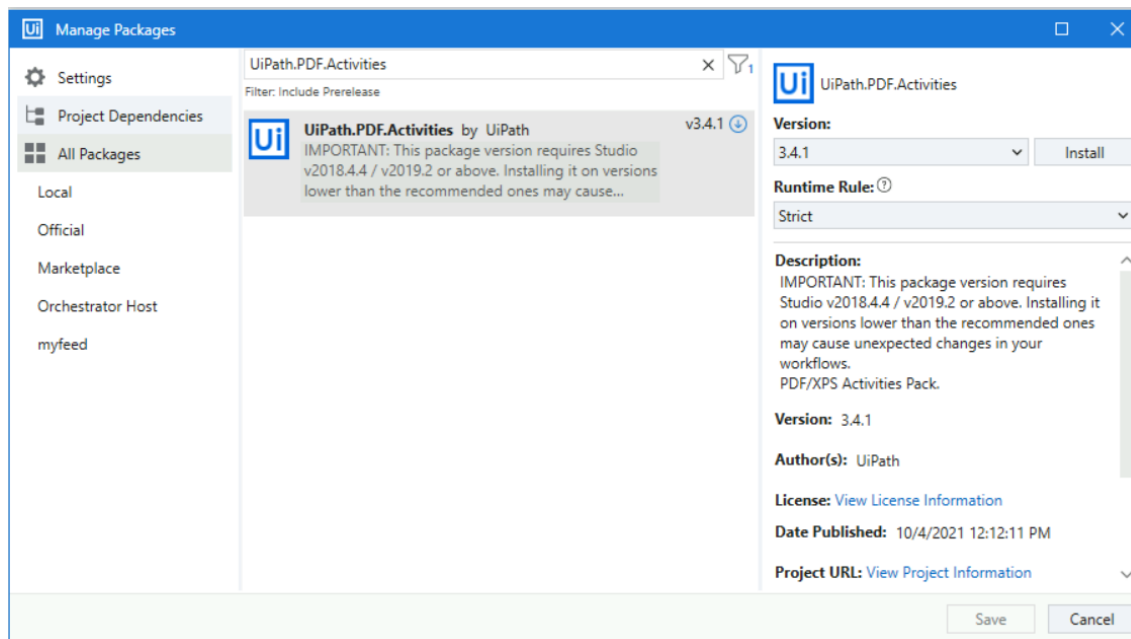 Ui Manage Packages
Settings
Project Dependencies
All Packages
Local
Official
Marketplace
Orchestrator Host
myfeed
UiPath.PDF.Activities
1
Filter: Include Prerelease
Ui
UiPath.PDF.Activities by UiPath
v3.4.1
IMPORTANT: This package version requires Studio
v2018.4.4 / v2019.2 or above. Installing it on versions
lower than the recommended ones may cause...
Ui UiPath.PDF.Activities
Version:
3.4.1
Install
Runtime Rule: ?
Strict
Description:
IMPORTANT: This package version requires
Studio v2018.4.4 / v2019.2 or above. Installing it
on versions lower than the recommended ones
may cause unexpected changes in your
workflows.
PDF/XPS Activities Pack.
Version: 3.4.1
Author(s): UiPath
License: View License Information
Date Published: 10/4/2021 12:12:11 PM
Project URL: View Project Information
Save
Cancel